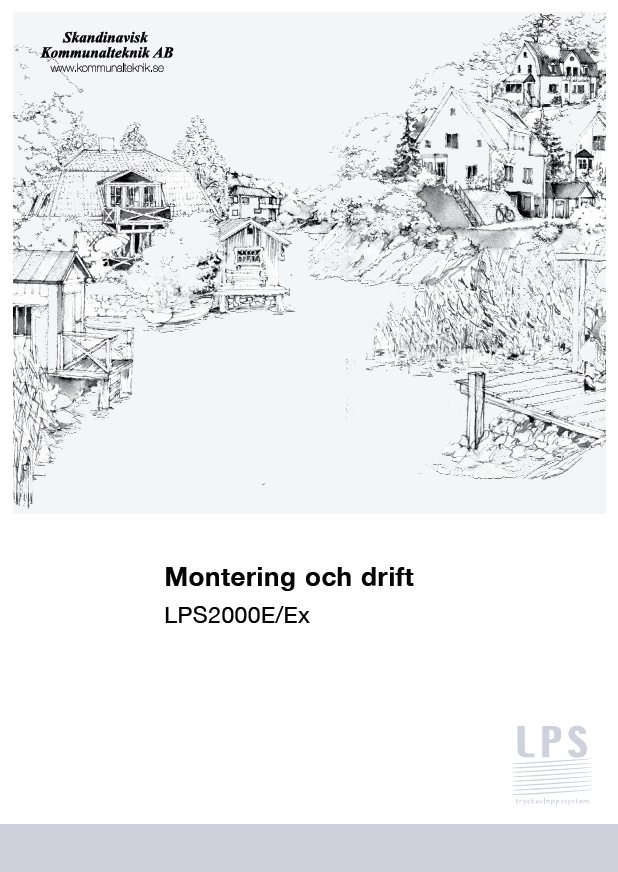 Skandinavisk
Kommunalteknik AB
www.kommunalteknik.se
Montering och drift
LPS2000E/Ex
LPS
tryckavloppssystem